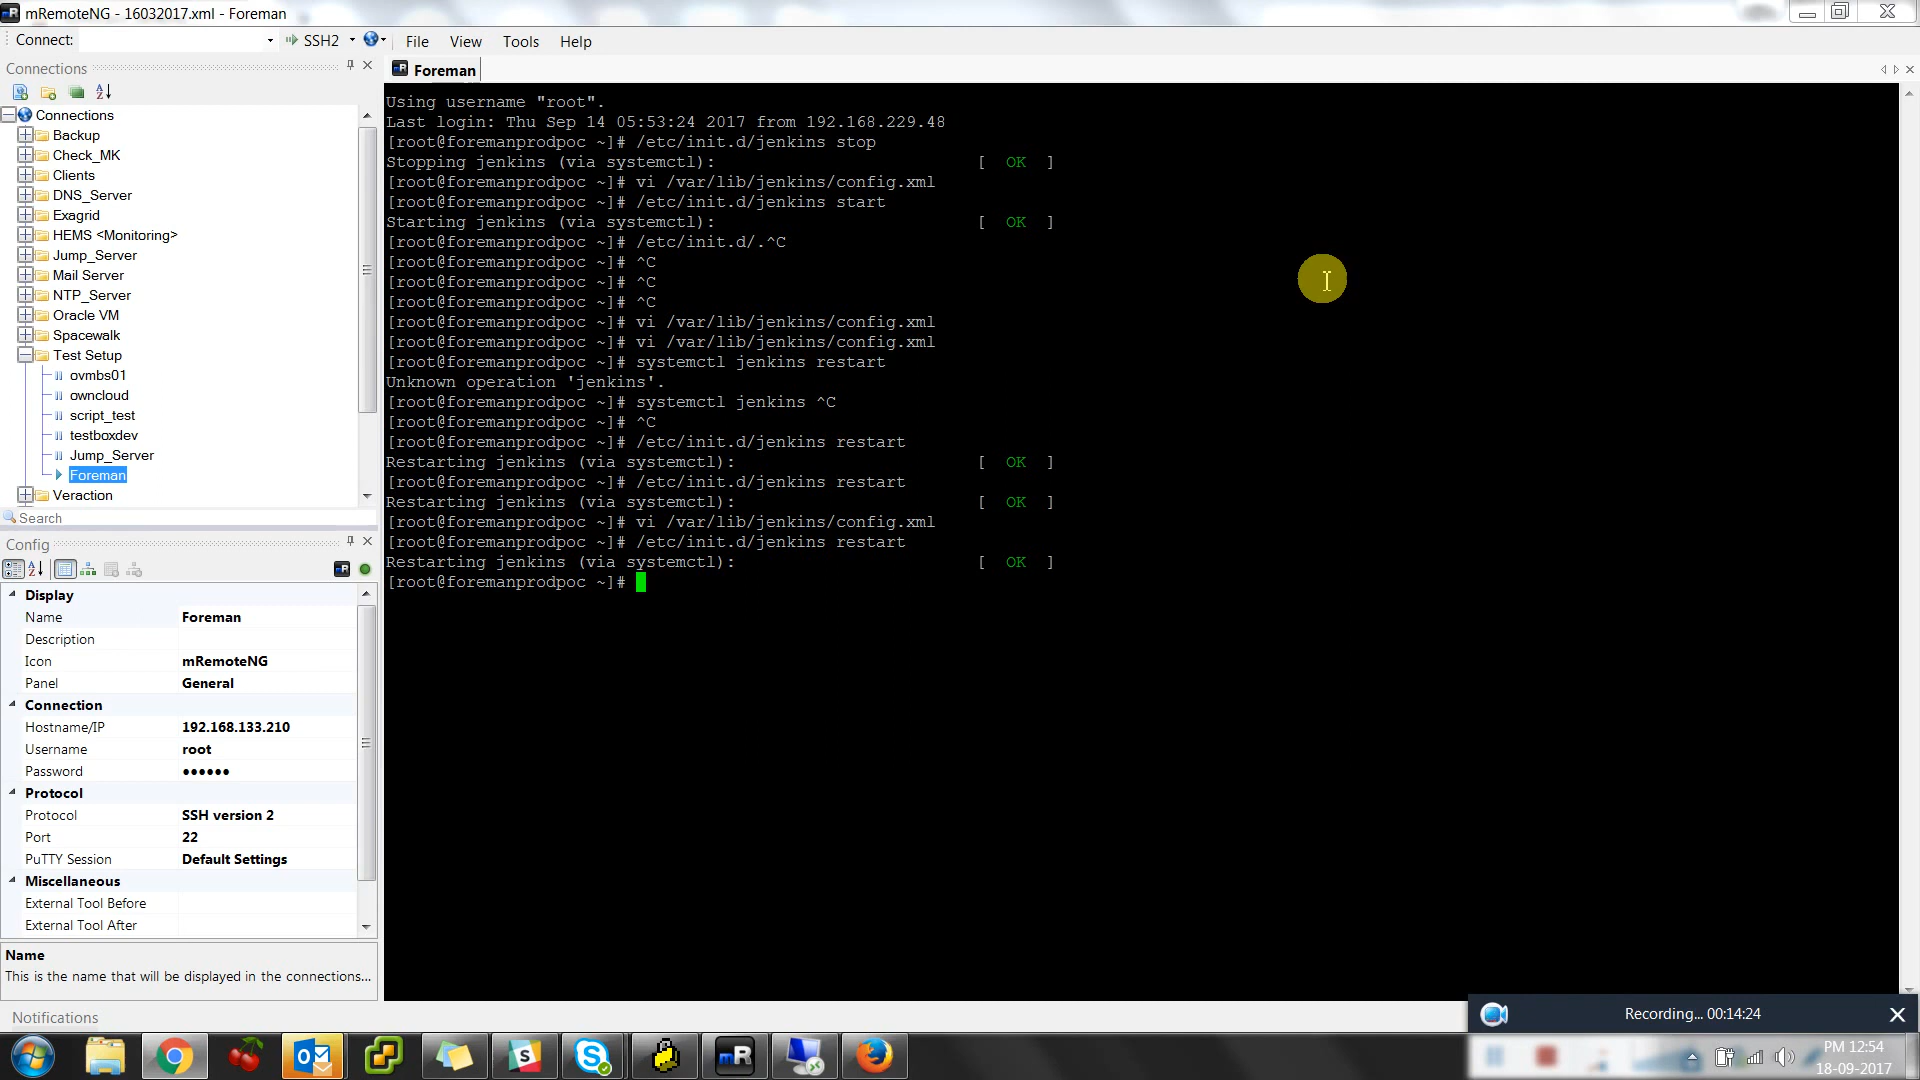 mRemoteNG - 16032017.xml - Foreman
Connect: SSH2 File View Tools Help
Connections
Foreman
Connections
Backup
Check_MK
Clients
DNS_Server
Exagrid
HEMS <Monitoring>
Jump_Server
Mail Server
NTP_Server
Oracle VM
Spacewalk
Test Setup
ovmbs01
owncloud
script_test
testboxdev
Jump_Server
Foreman
Veraction
Search
Config
Display
Name Foreman
Description
Icon mRemoteNG
Panel General
Connection
Hostname/IP 192.168.133.210
Username root
Password ●●●●●●
Protocol
Protocol SSH version 2
Port 22
PuTTY Session Default Settings
Miscellaneous
External Tool Before
External Tool After
Name
This is the name that will be displayed in the connections...
Notifications
Using username "root".
Last login: Thu Sep 14 05:53:24 2017 from 192.168.229.48
[root@foremanprodpoc ~]# /etc/init.d/jenkins stop
Stopping jenkins (via systemctl): [ OK ]
[root@foremanprodpoc ~]# vi /var/lib/jenkins/config.xml
[root@foremanprodpoc ~]# /etc/init.d/jenkins start
Starting jenkins (via systemctl): [ OK ]
[root@foremanprodpoc ~]# /etc/init.d/.^C
[root@foremanprodpoc ~]# ^C
[root@foremanprodpoc ~]# ^C
[root@foremanprodpoc ~]# ^C
[root@foremanprodpoc ~]# vi /var/lib/jenkins/config.xml
[root@foremanprodpoc ~]# vi /var/lib/jenkins/config.xml
[root@foremanprodpoc ~]# systemctl jenkins restart
Unknown operation 'jenkins'.
[root@foremanprodpoc ~]# systemctl jenkins ^C
[root@foremanprodpoc ~]# ^C
[root@foremanprodpoc ~]# /etc/init.d/jenkins restart
Restarting jenkins (via systemctl): [ OK ]
[root@foremanprodpoc ~]# /etc/init.d/jenkins restart
Restarting jenkins (via systemctl): [ OK ]
[root@foremanprodpoc ~]# vi /var/lib/jenkins/config.xml
[root@foremanprodpoc ~]# /etc/init.d/jenkins restart
Restarting jenkins (via systemctl): [ OK ]
[root@foremanprodpoc ~]#
Recording... 00:14:24
PM 12:54
18-09-2017